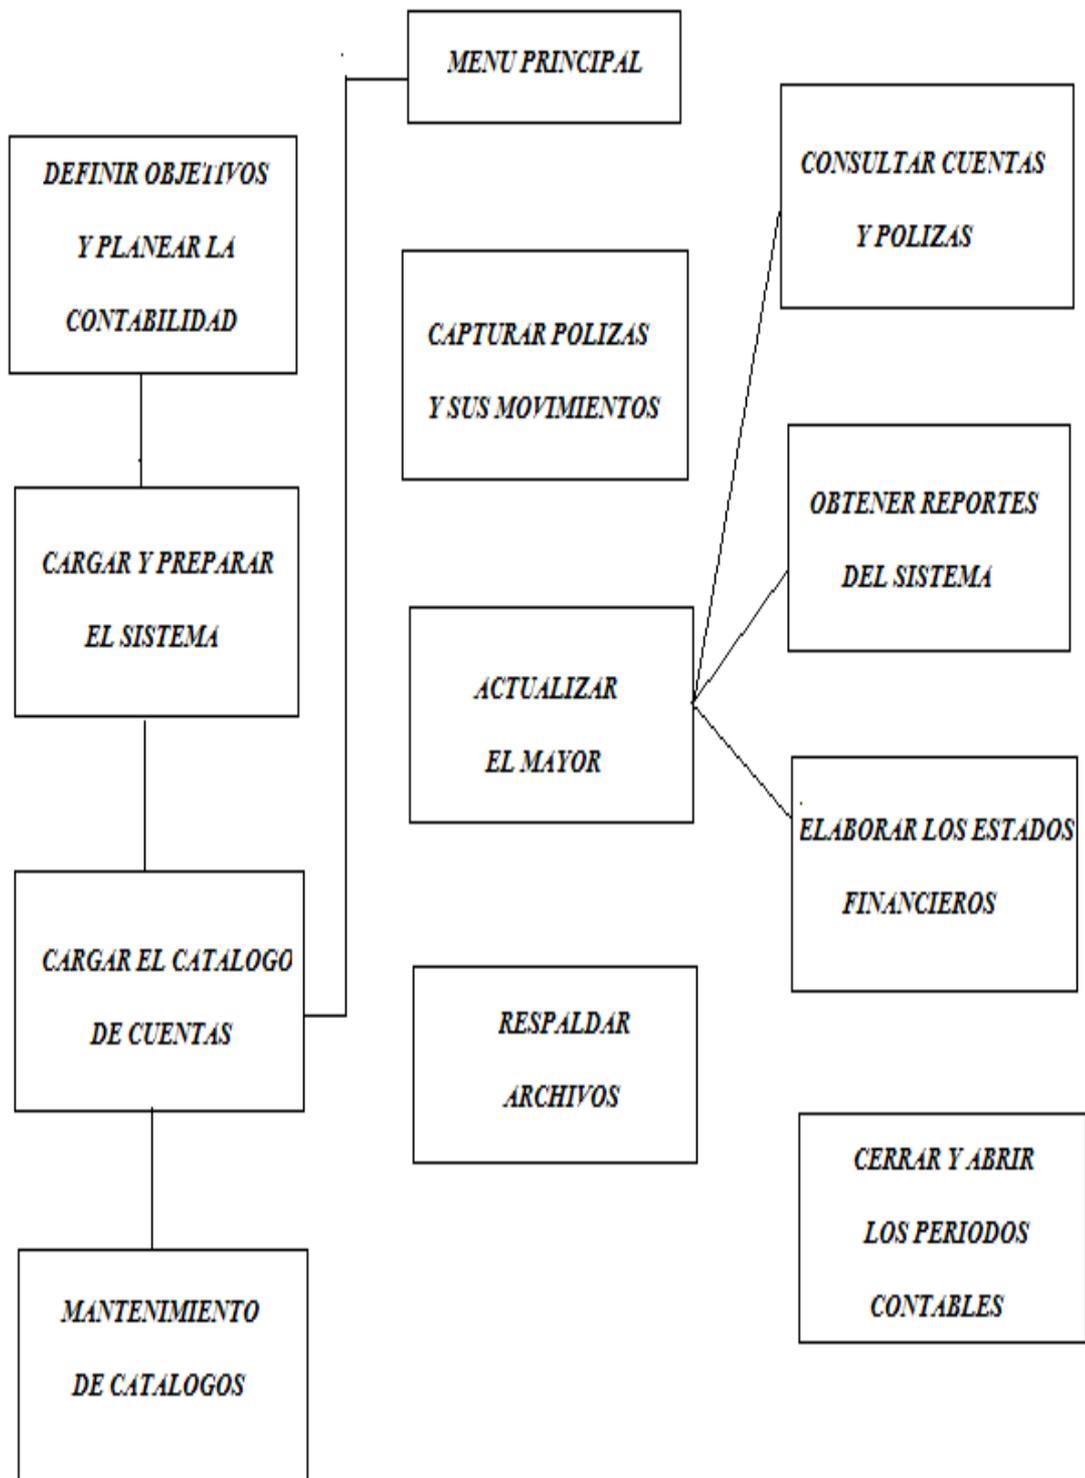 MENU PRINCIPAL
DEFINIR OBJETIVOS
Y PLANEAR LA
CONTABILIDAD
CARGAR Y PREPARAR
EL SISTEMA
CARGAR EL CATALOGO
DE CUENTAS
MANTENIMIENTO
DE CATALOGOS
CAPTURAR POLIZAS
Y SUS MOVIMIENTOS
ACTUALIZAR
EL MAYOR
RESPALDAR
ARCHIVOS
CONSULTAR CUENTAS
Y POLIZAS
OBTENER REPORTES
DEL SISTEMA
ELABORAR LOS ESTADOS
FINANCIEROS
CERRAR Y ABRIR
LOS PERIODOS
CONTABLES